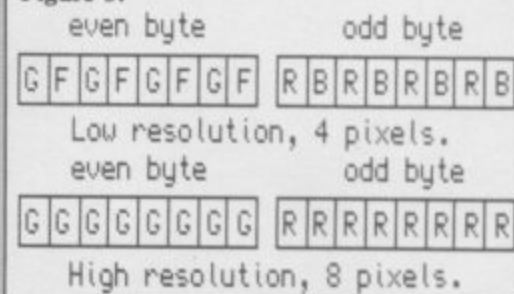 even byte odd byte
G F G F G F G F R B R B R B R B
Low resolution, 4 pixels.
even byte odd byte
G G G G G G G G R R R R R R R R
High resolution, 8 pixels.